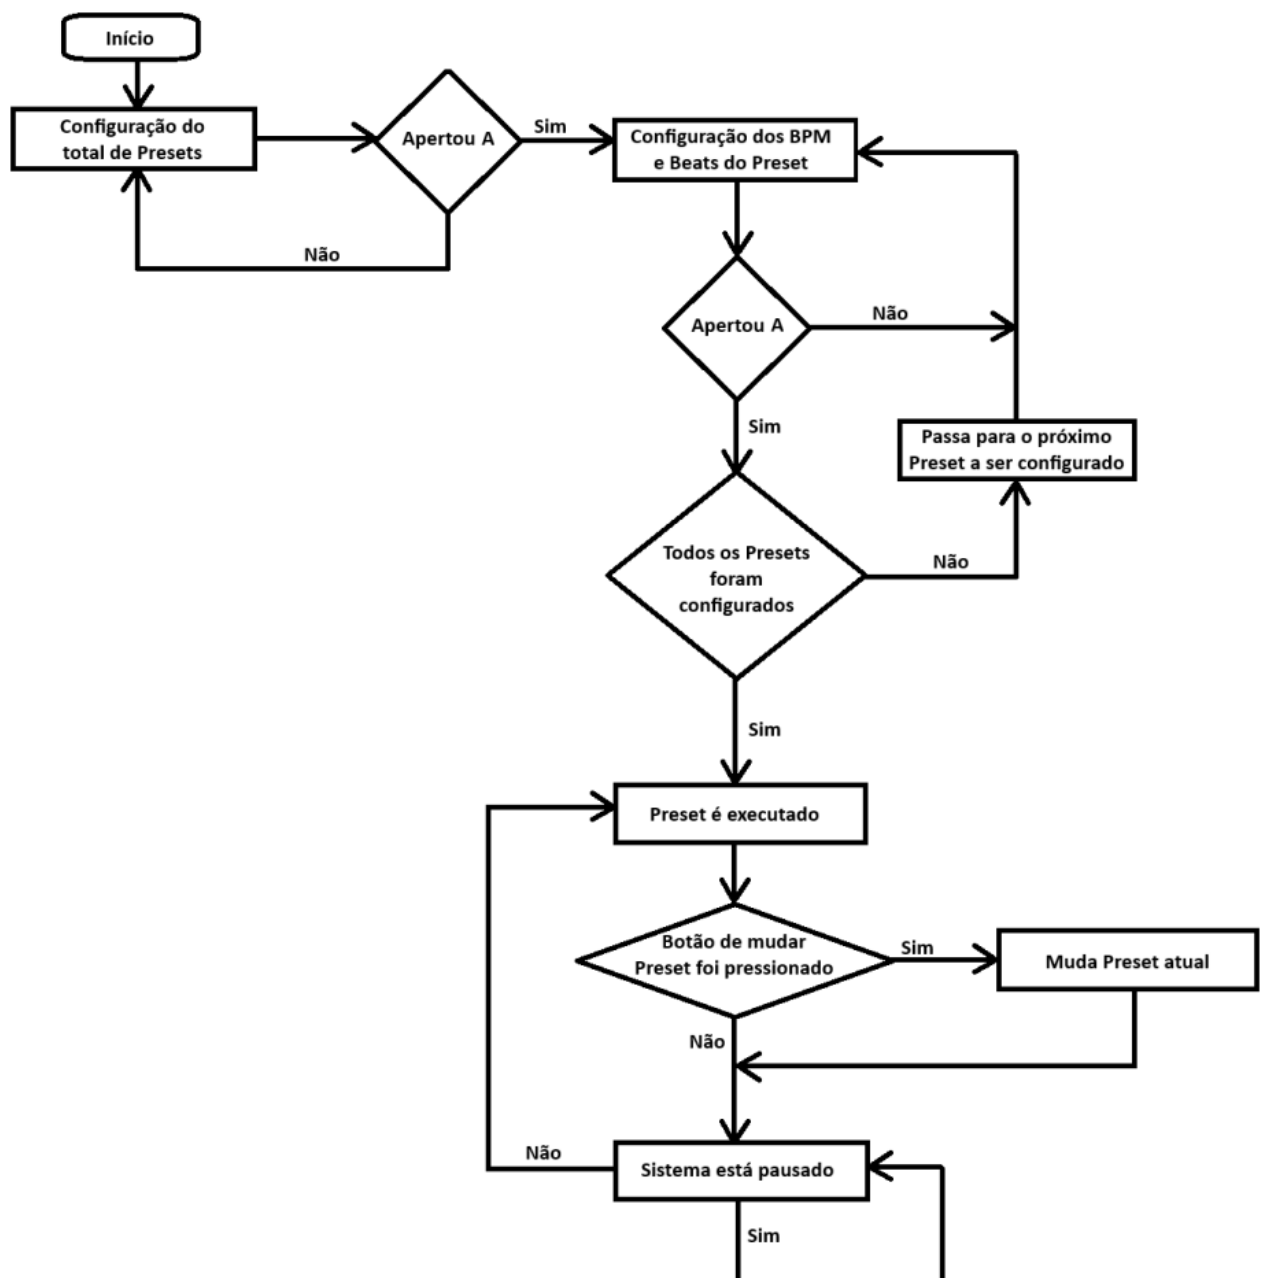 Início
Configuração do
total de Presets
Apertou A
Sim
Configuração dos BPM
e Beats do Preset
Não
Apertou A
Não
Sim
Passa para o próximo
Preset a ser configurado
Todos os Presets
foram
configurados
Não
Sim
Preset é executado
Botão de mudar
Preset foi pressionado
Sim
Muda Preset atual
Não
Não
Sistema está pausado
Sim